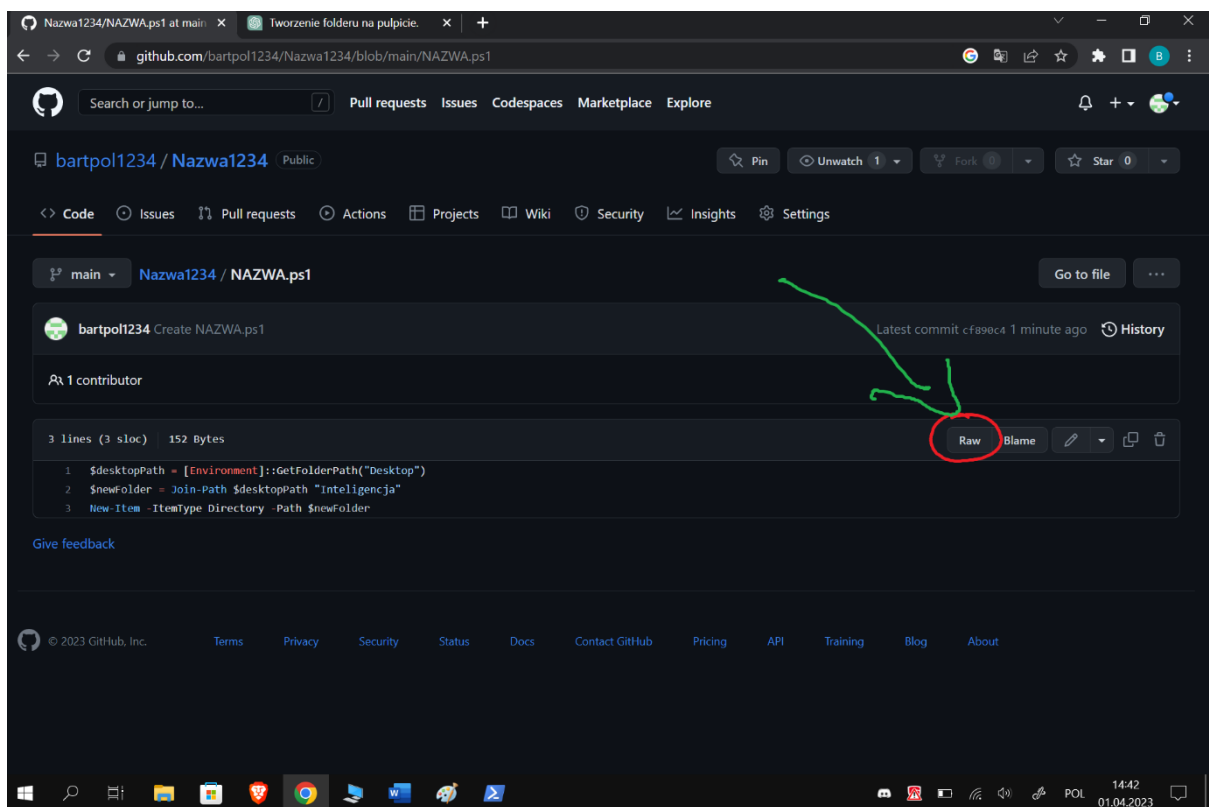 Nazwa1234/NAZWA.ps1 at main
Tworzenie folderu na pulpicie.
github.com/bartpol1234/Nazwa1234/blob/main/NAZWA.ps1
B
Search or jump to...
/
Pull requests Issues Codespaces Marketplace Explore
bartpol1234 / Nazwa1234 Public
Pin Unwatch 1 Fork 0 Star 0
<> Code Issues Pull requests Actions Projects Wiki Security Insights Settings
main Nazwa1234 / NAZWA.ps1 Go to file ...
bartpol1234 Create NAZWA.ps1 Latest commit cf890c4 1 minute ago History
1 contributor
3 lines (3 sloc) 152 Bytes Raw Blame
1 $desktopPath = [Environment]::GetFolderPath("Desktop")
2 $newFolder = Join-Path $desktopPath "Inteligencja"
3 New-Item -ItemType Directory -Path $newFolder
Give feedback
© 2023 GitHub, Inc. Terms Privacy Security Status Docs Contact GitHub Pricing API Training Blog About
POL 14:42
01.04.2023